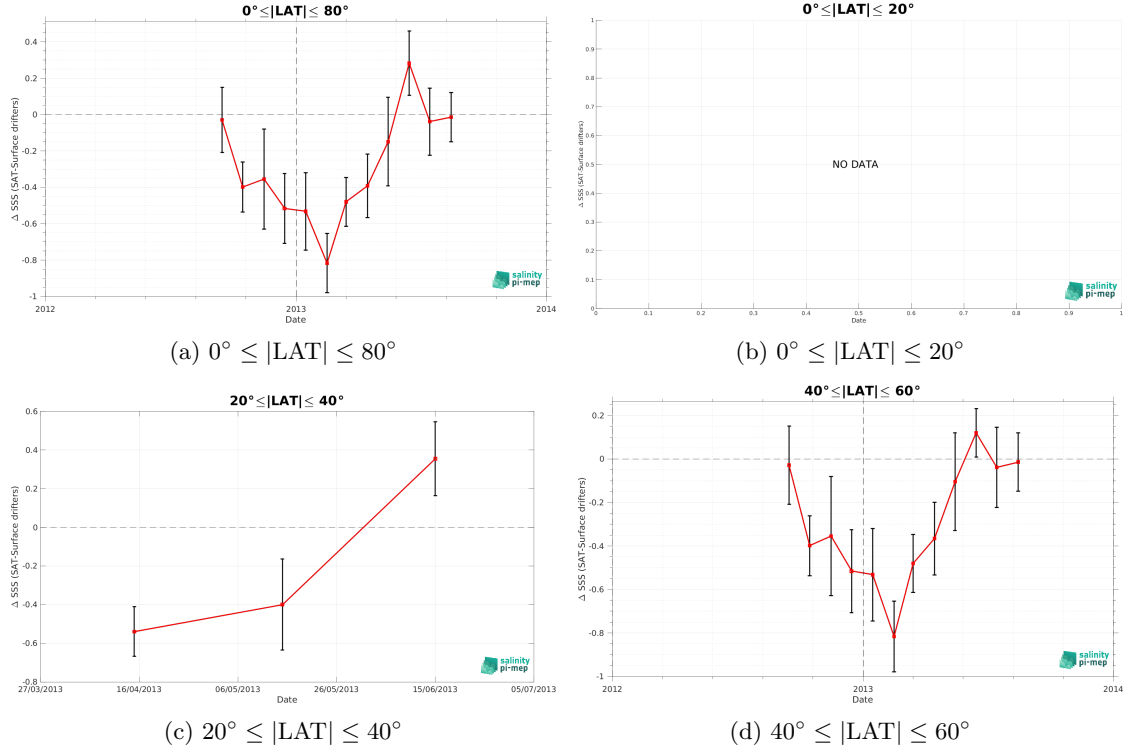 0°≤|LAT|≤ 80°
Δ SSS (SAT-Surface drifters)
0.4
0.2
0
-0.2
-0.4
-0.6
-0.8
-1
2012
2013
2014
Date
salinity
pi-mep
(a) 0° ≤ |LAT| ≤ 80°
0°≤|LAT|≤ 20°
Δ SSS (SAT-Surface drifters)
1
0.9
0.8
0.7
0.6
0.5
0.4
0.3
0.2
0.1
0
NO DATA
0 0.1 0.2 0.3 0.4 0.5 0.6 0.7 0.8 0.9 1
Date
salinity
pi-mep
(b) 0° ≤ |LAT| ≤ 20°
20°≤|LAT|≤ 40°
Δ SSS (SAT-Surface drifters)
0.6
0.4
0.2
0
-0.2
-0.4
-0.6
-0.8
27/03/2013 16/04/2013 06/05/2013 26/05/2013 15/06/2013 05/07/2013
Date
salinity
pi-mep
(c) 20° ≤ |LAT| ≤ 40°
40°≤|LAT|≤ 60°
Δ SSS (SAT-Surface drifters)
0.2
0
-0.2
-0.4
-0.6
-0.8
-1
2012
2013
2014
Date
salinity
pi-mep
(d) 40° ≤ |LAT| ≤ 60°